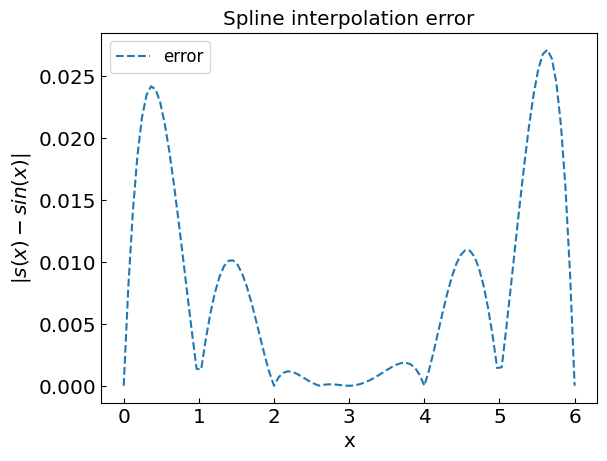 Spline interpolation error
error
|s(x) − sin(x)|
0.025
0.020
0.015
0.010
0.005
0.000
0 1 2 3 4 5 6
x